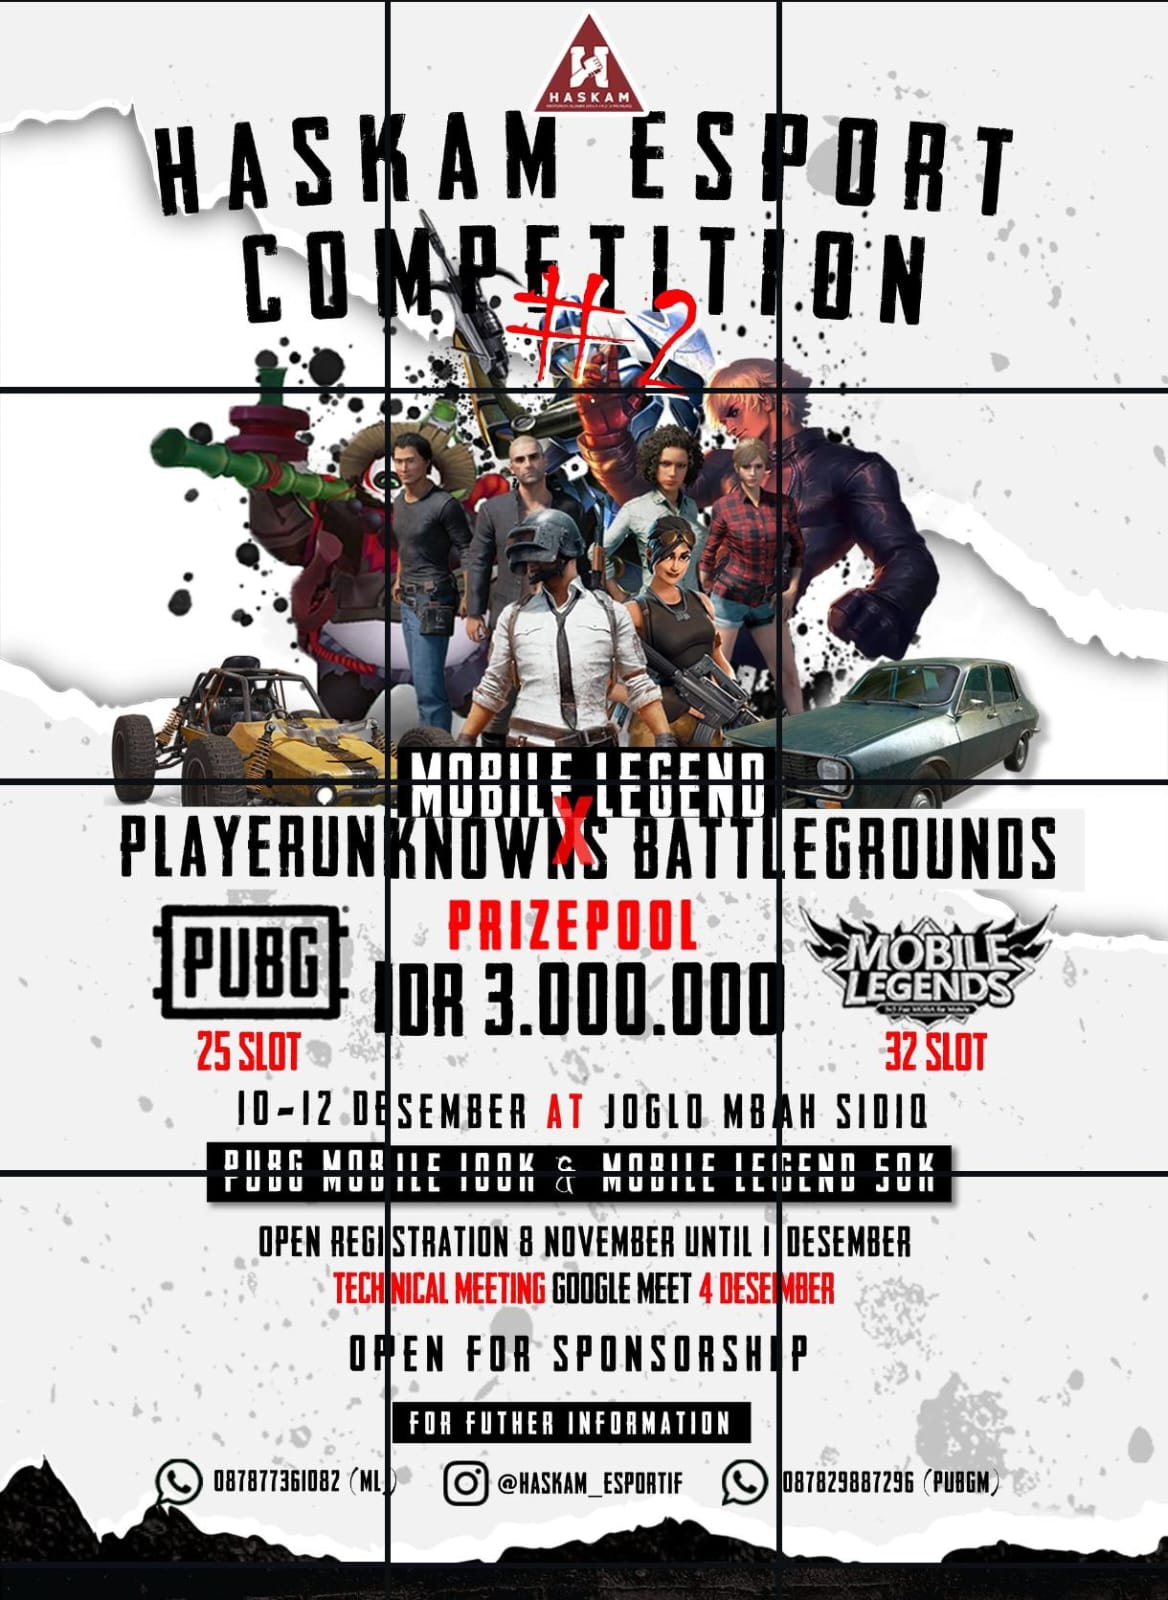 HASKAM
HASKAM ESPORT
COMPETITION
#2
MOBILE LEGEND
X
PLAYERUNKNOWNS BATTLEGROUNDS
PRIZEPOOL
PUBG
IDR 3.000.000
MOBILE
LEGENDS
25 SLOT
32 SLOT
10-12 DESEMBER AT JOGLO MBAH SIDIQ
PUBG MOBILE 100K & MOBILE LEGEND 50K
OPEN REGISTRATION 8 NOVEMBER UNTIL 1 DESEMBER
TECHNICAL MEETING GOOGLE MEET 4 DESEMBER
OPEN FOR SPONSORSHIP
FOR FUTHER INFORMATION
087877361082 (ML)
@HASKAM_ESPORTIF
087829887296 (PUBGM)